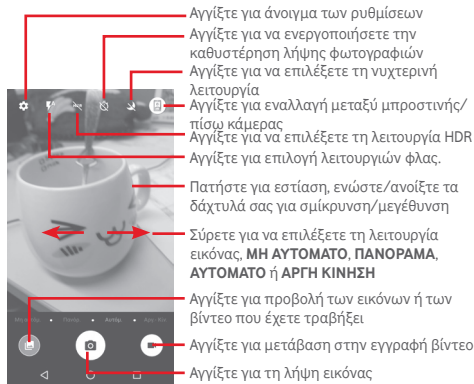 Αγγίξτε για άνοιγμα των ρυθμίσεων
Αγγίξτε για να ενεργοποιήσετε την
καθυστέρηση λήψης φωτογραφιών
Αγγίξτε για να επιλέξετε τη νυχτερινή
λειτουργία
Αγγίξτε για εναλλαγή μεταξύ μπροστινής/
πίσω κάμερας
Αγγίξτε για να επιλέξετε τη λειτουργία HDR
Αγγίξτε για επιλογή λειτουργιών φλας.
Πατήστε για εστίαση, ενώστε/ανοίξτε τα
δάχτυλά σας για σμίκρυνση/μεγέθυνση
Σύρετε για να επιλέξετε τη λειτουργία
εικόνας, ΜΗ ΑΥΤΟΜΑΤΟ, ΠΑΝΟΡΑΜΑ,
ΑΥΤΟΜΑΤΟ ή ΑΡΓΗ ΚΙΝΗΣΗ
Αγγίξτε για προβολή των εικόνων ή των
βίντεο που έχετε τραβήξει
Αγγίξτε για μετάβαση στην εγγραφή βίντεο
Αγγίξτε για τη λήψη εικόνας